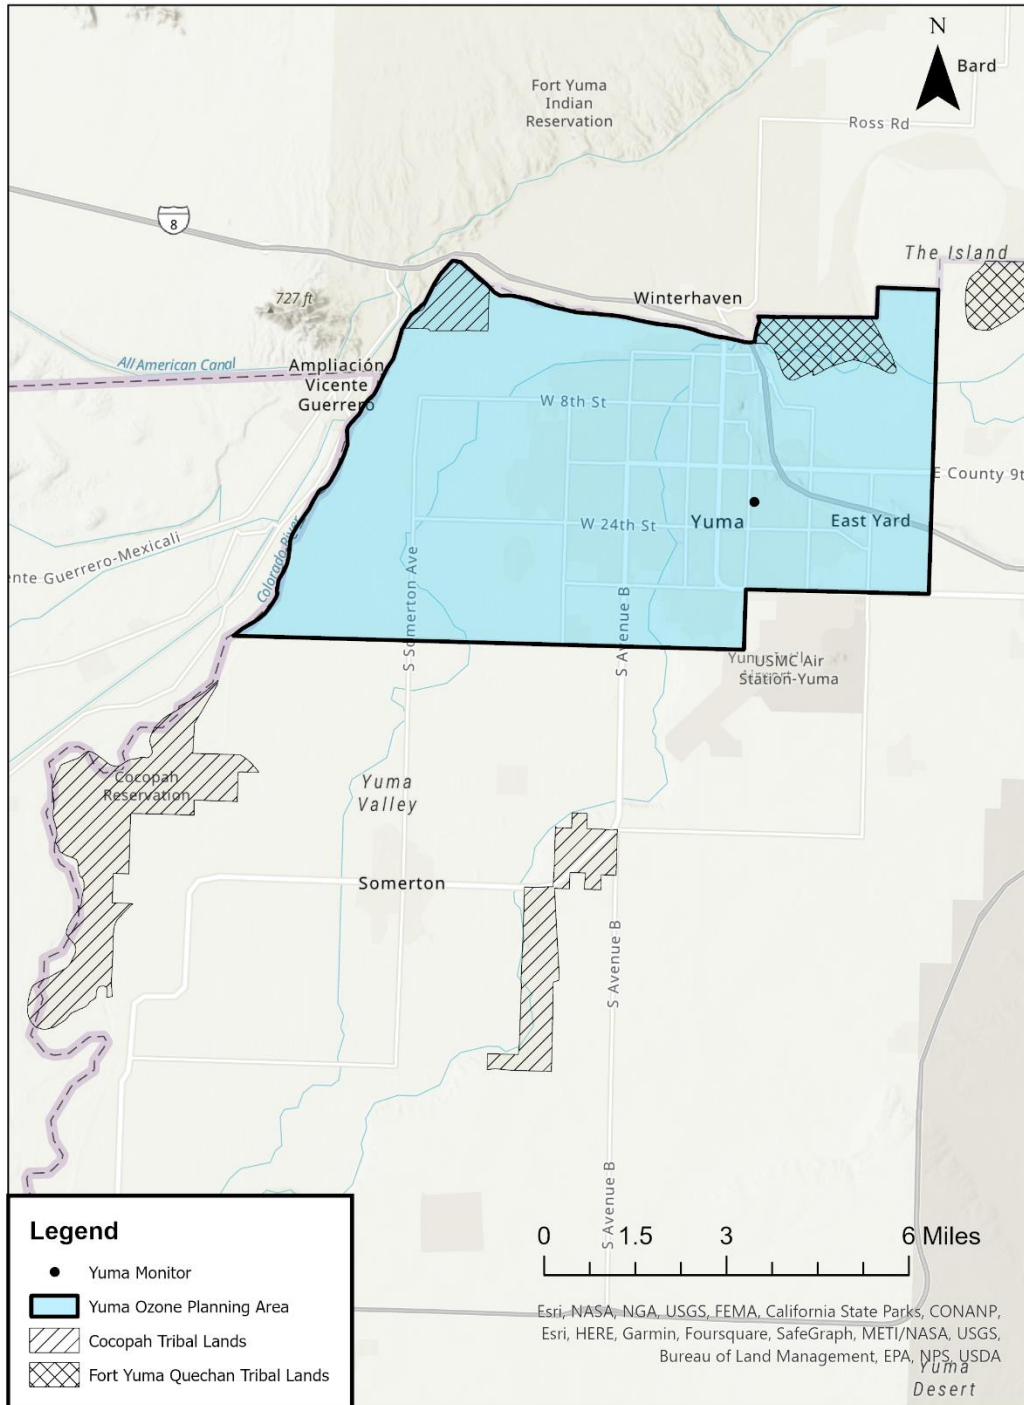 N
Bard
Fort Yuma
Indian
Reservation
Ross Rd
8
The Island
727 ft
Winterhaven
All American Canal
Ampliación
Vicente
Guerrero
W 8th St
E County 9t
W 24th St
Yuma
East Yard
ente Guerrero-Mexicali
Colorado River
S Somerton Ave
S Avenue B
USMC Air
Station-Yuma
Cocopah
Reservation
Yuma
Valley
Somerton
S Avenue B
S Avenue B
Legend
Yuma Monitor
Yuma Ozone Planning Area
Cocopah Tribal Lands
Fort Yuma Quechan Tribal Lands
0 1.5 3 6 Miles
Esri, NASA, NGA, USGS, FEMA, California State Parks, CONANP,
Esri, HERE, Garmin, Foursquare, SafeGraph, METI/NASA, USGS,
Bureau of Land Management, EPA, NPS, USDA
Yuma
Desert